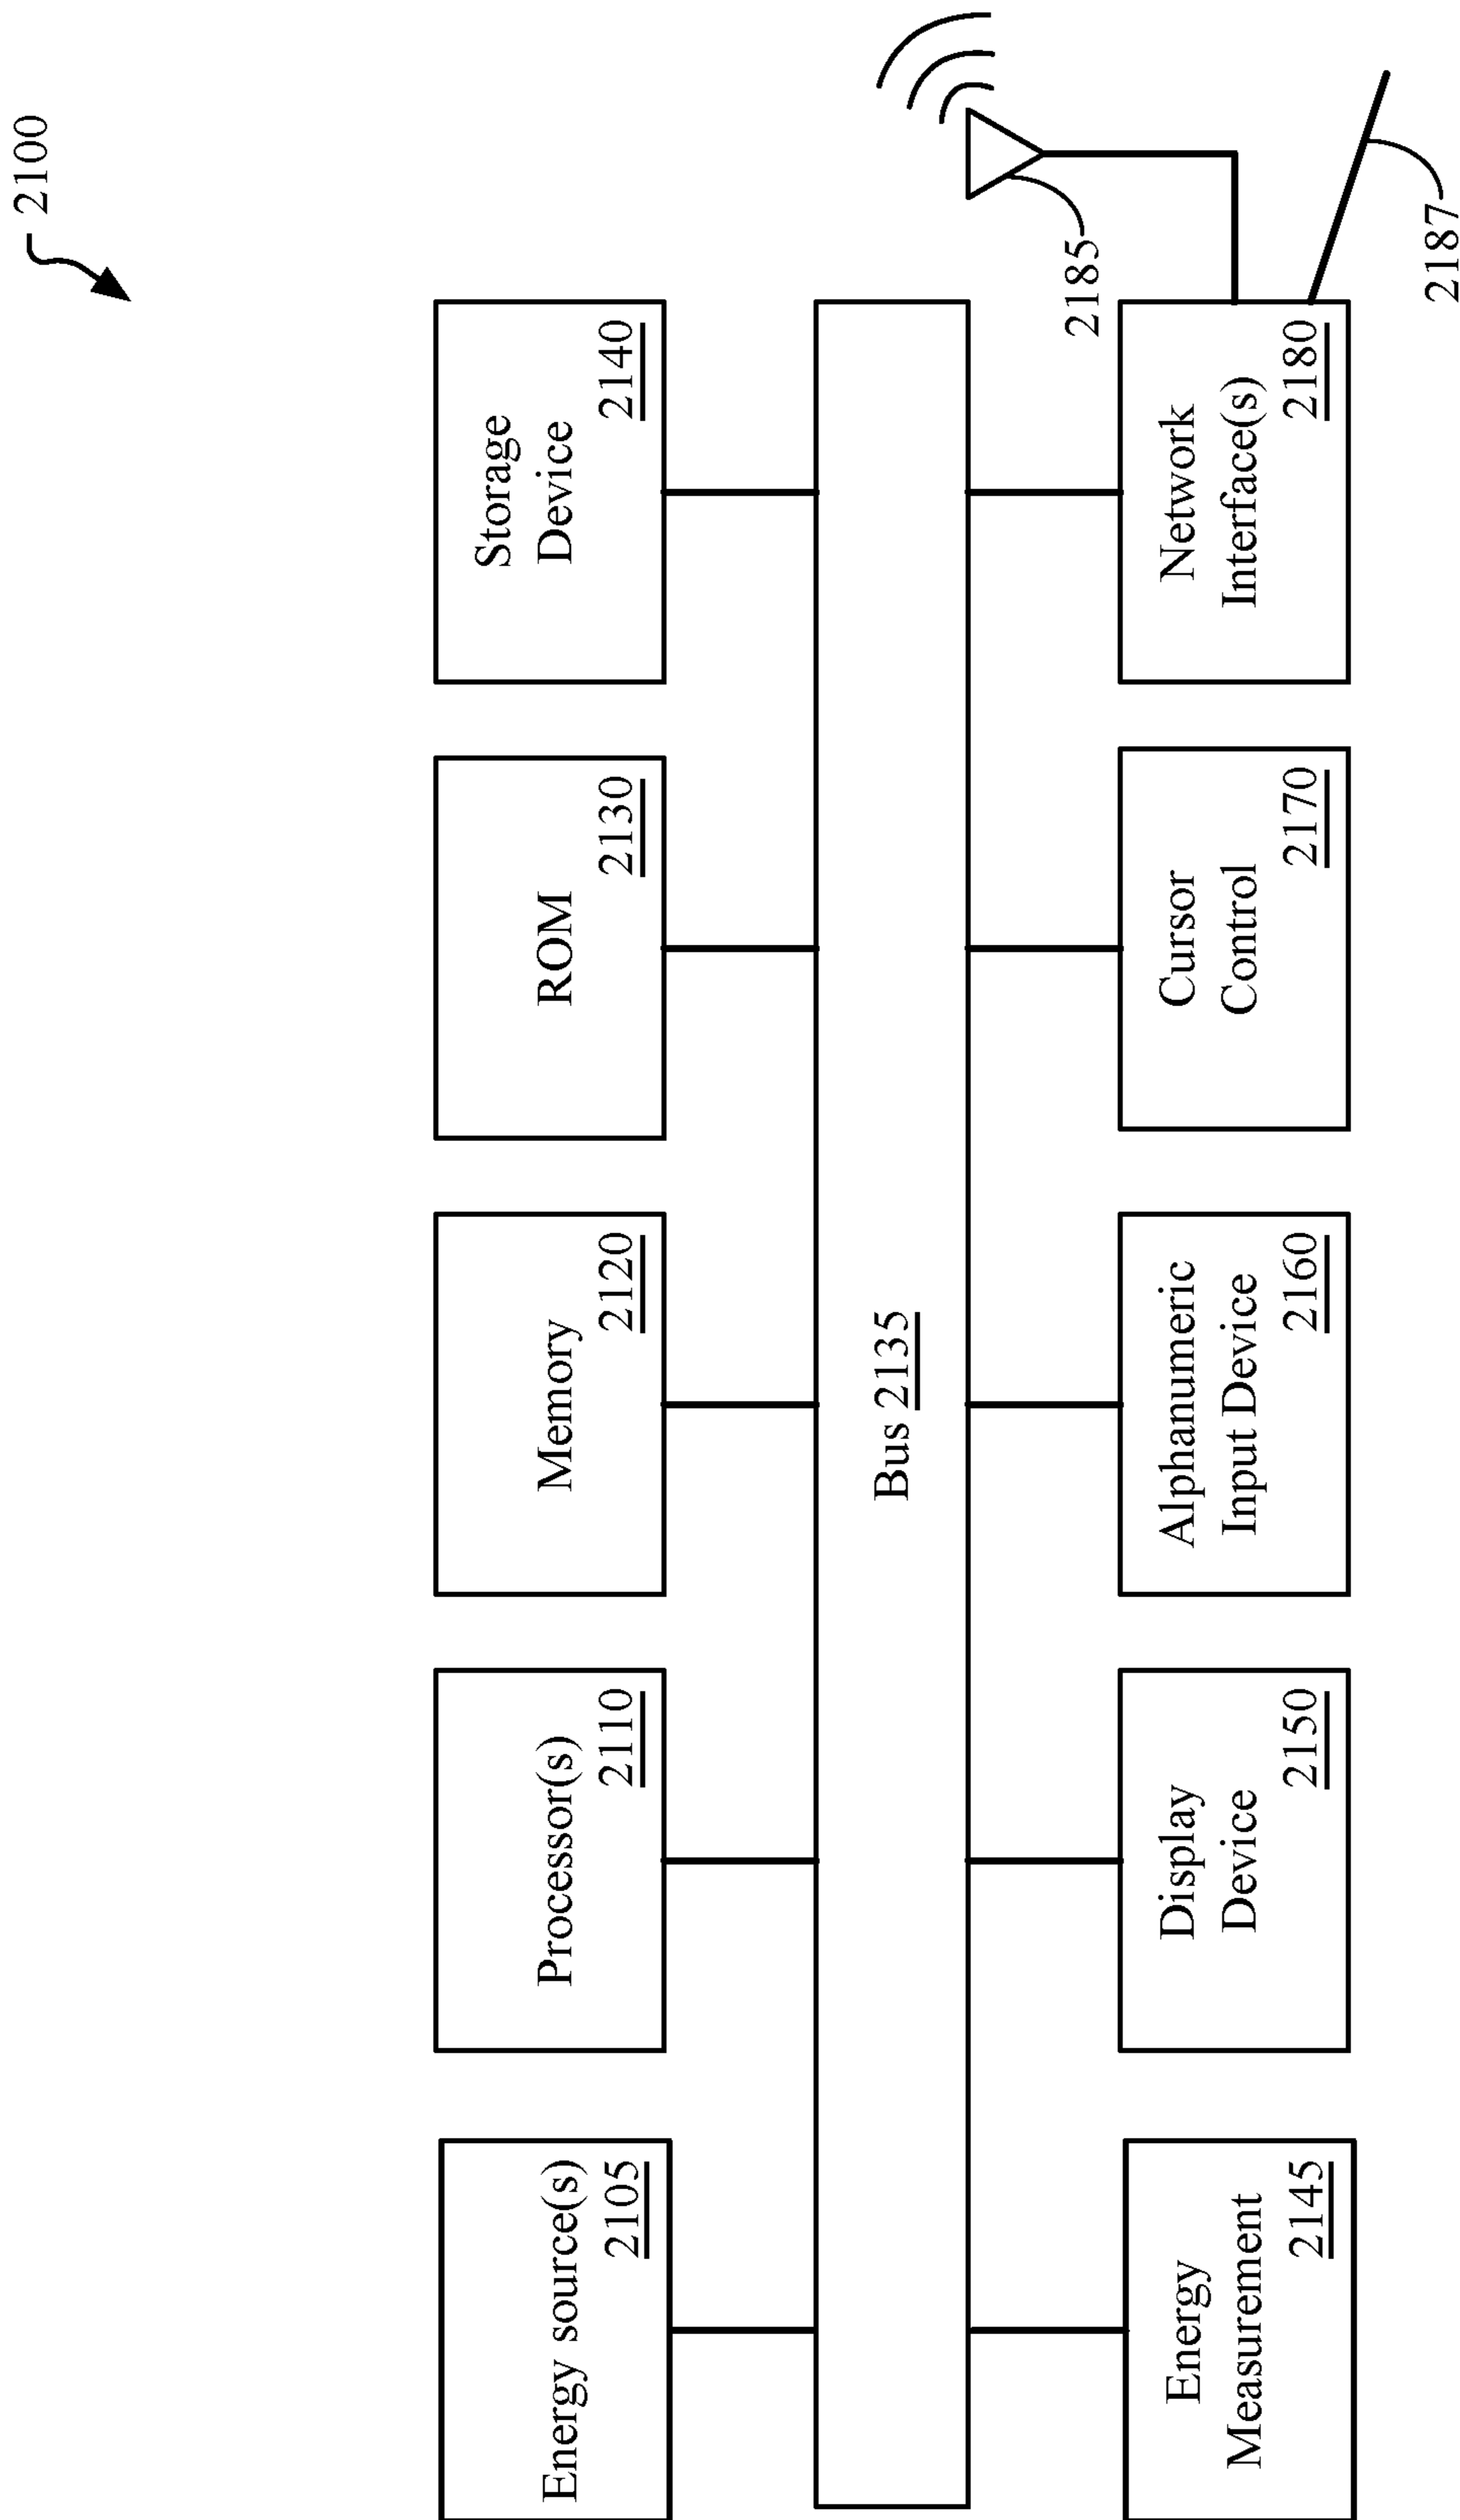 2100
Energy source(s)
2105
Processor(s)
2110
Memory
2120
ROM
2130
Storage
Device
2140
Bus 2135
2185
Energy
Measurement
2145
Display
Device
2150
Alphanumeric
Input Device
2160
Cursor
Control
2170
Network
Interface(s)
2180
2187